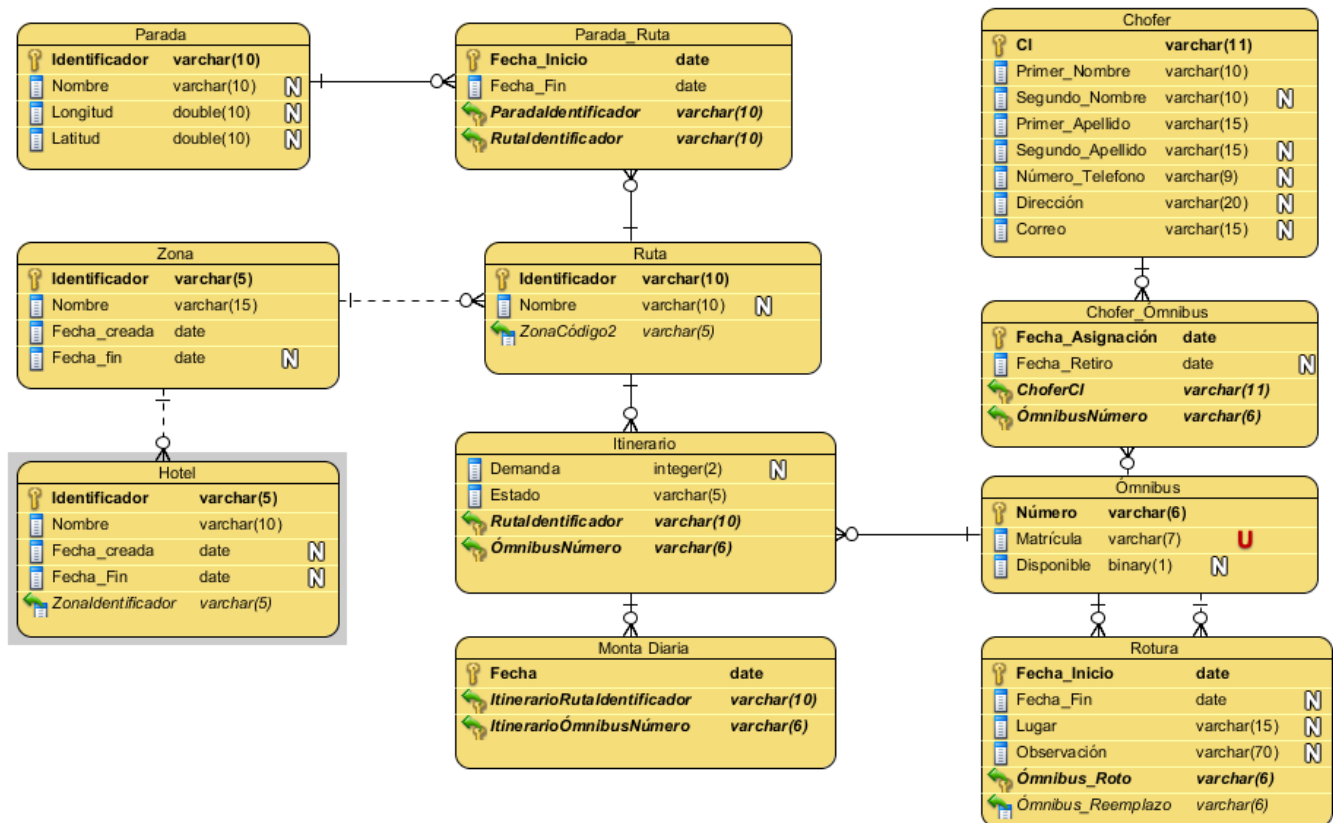 Parada
Identificador varchar(10)
Nombre varchar(10) N
Longitud double(10) N
Latitud double(10) N
Parada_Ruta
Fecha_Inicio date
Fecha_Fin date
ParadaIdentificador varchar(10)
RutaIdentificador varchar(10)
Chofer
CI varchar(11)
Primer_Nombre varchar(10)
Segundo_Nombre varchar(10) N
Primer_Apellido varchar(15)
Segundo_Apellido varchar(15) N
Número_Telefono varchar(9) N
Dirección varchar(20) N
Correo varchar(15) N
Zona
Identificador varchar(5)
Nombre varchar(15)
Fecha_creada date
Fecha_fin date N
Ruta
Identificador varchar(10)
Nombre varchar(10) N
ZonaCódigo2 varchar(5)
Chofer_Ómnibus
Fecha_Asignación date
Fecha_Retiro date N
ChoferCI varchar(11)
ÓmnibusNúmero varchar(6)
Hotel
Identificador varchar(5)
Nombre varchar(10)
Fecha_creada date N
Fecha_Fin date N
ZonaIdentificador varchar(5)
Itinerario
Demanda integer(2) N
Estado varchar(5)
RutaIdentificador varchar(10)
ÓmnibusNúmero varchar(6)
Ómnibus
Número varchar(6)
Matrícula varchar(7) U
Disponible binary(1) N
Monta Diaria
Fecha date
ItinerarioRutaIdentificador varchar(10)
ItinerarioÓmnibusNúmero varchar(6)
Rotura
Fecha_Inicio date
Fecha_Fin date N
Lugar varchar(15) N
Observación varchar(70) N
Ómnibus_Roto varchar(6)
Ómnibus_Reemplazo varchar(6)